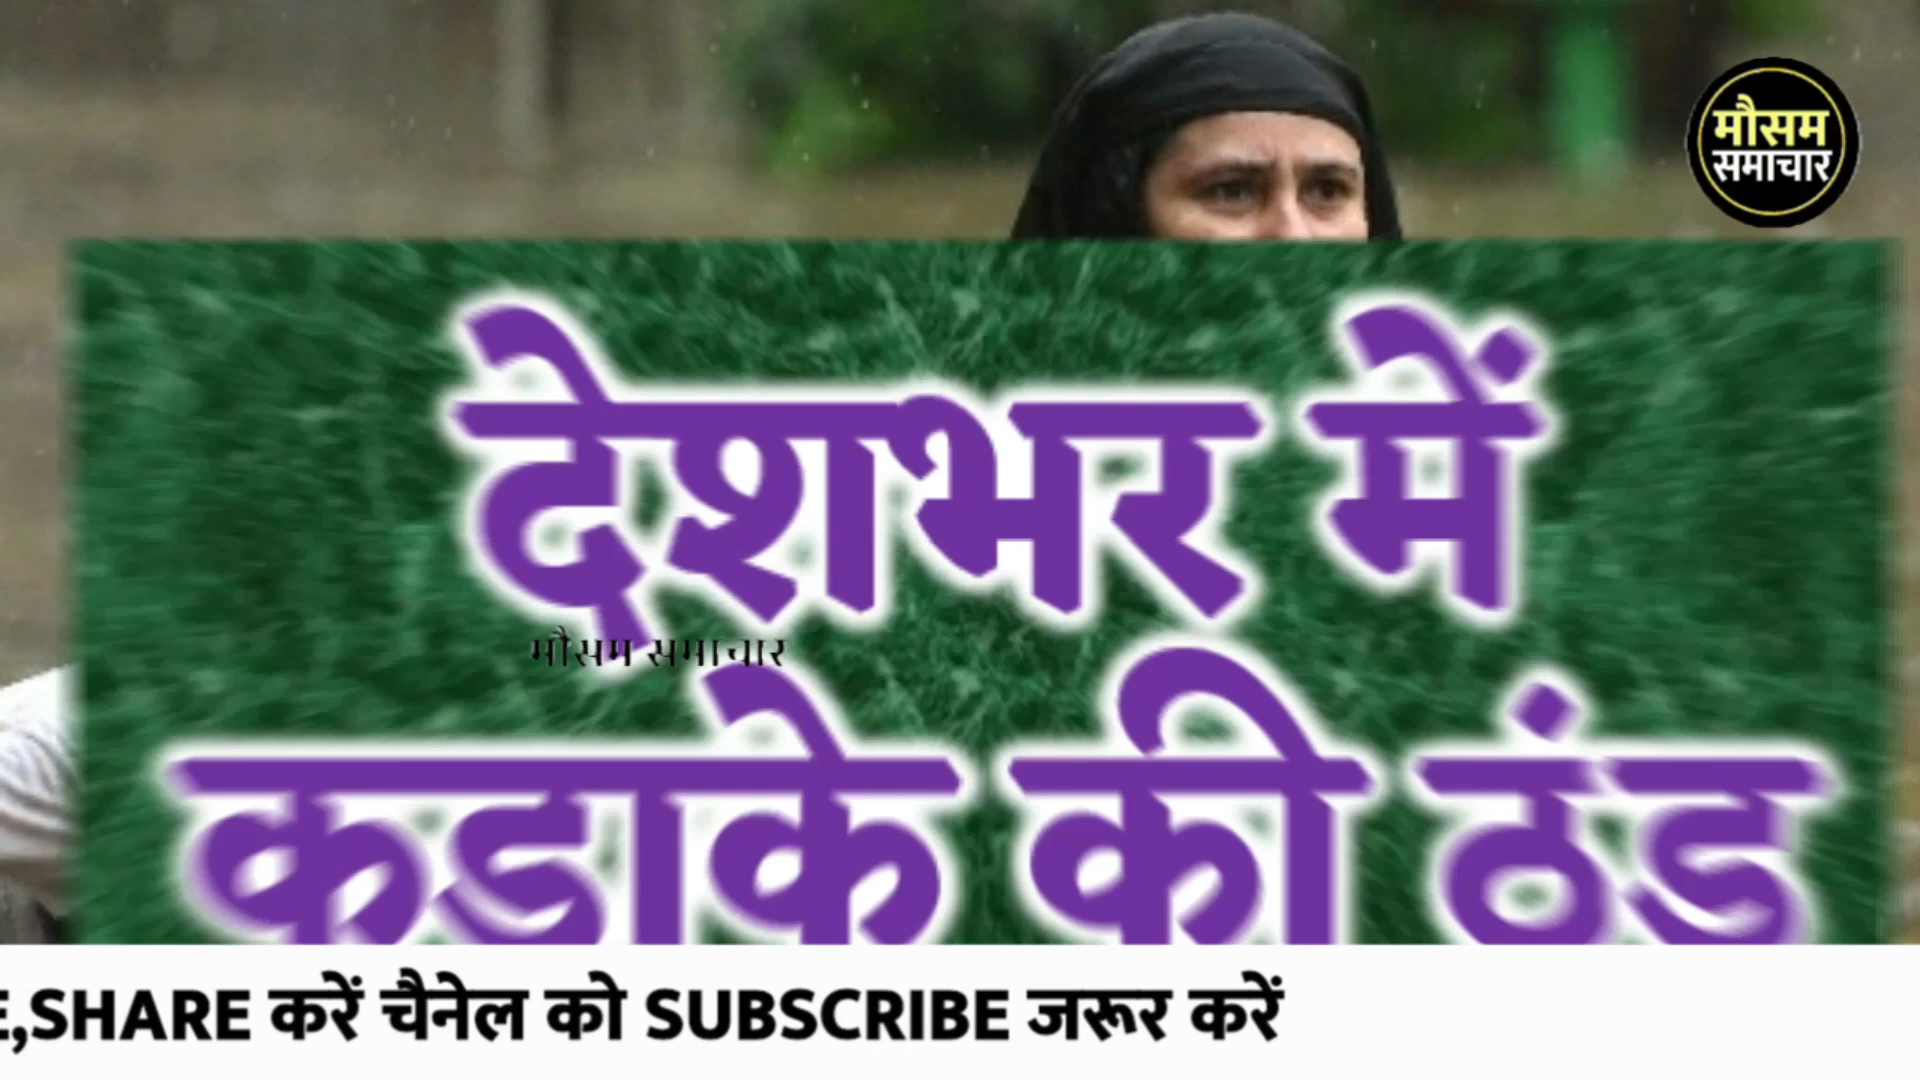 मौसम
समाचार
देशभर में
मौसम समाचार
कडाके की ठंड
,SHARE करें चैनेल को SUBSCRIBE जरूर करें